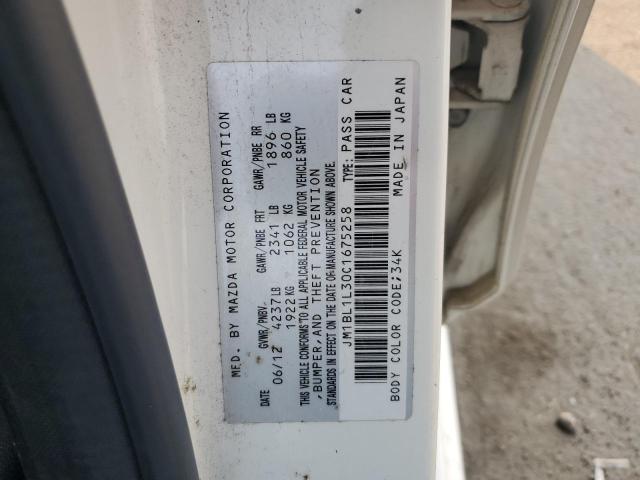 MFD. BY MAZDA MOTOR CORPORATION
DATE GVWR/PNBV GAWR/PNBE FRT GAWR/PNBE RR
06/12 4237LB 2341 LB 1896 LB
1922KG 1062 KG 860 KG
THIS VEHICLE CONFORMS TO ALL APPLICABLE FEDERAL MOTOR VEHICLE SAFETY
,BUMPER,AND THEFT PREVENTION
STANDARDS IN EFFECT ON THE DATE OF MANUFACTURE SHOWN ABOVE.
JM1BL1L30C1675258 TYPE: PASS CAR
BODY COLOR CODE;34K MADE IN JAPAN